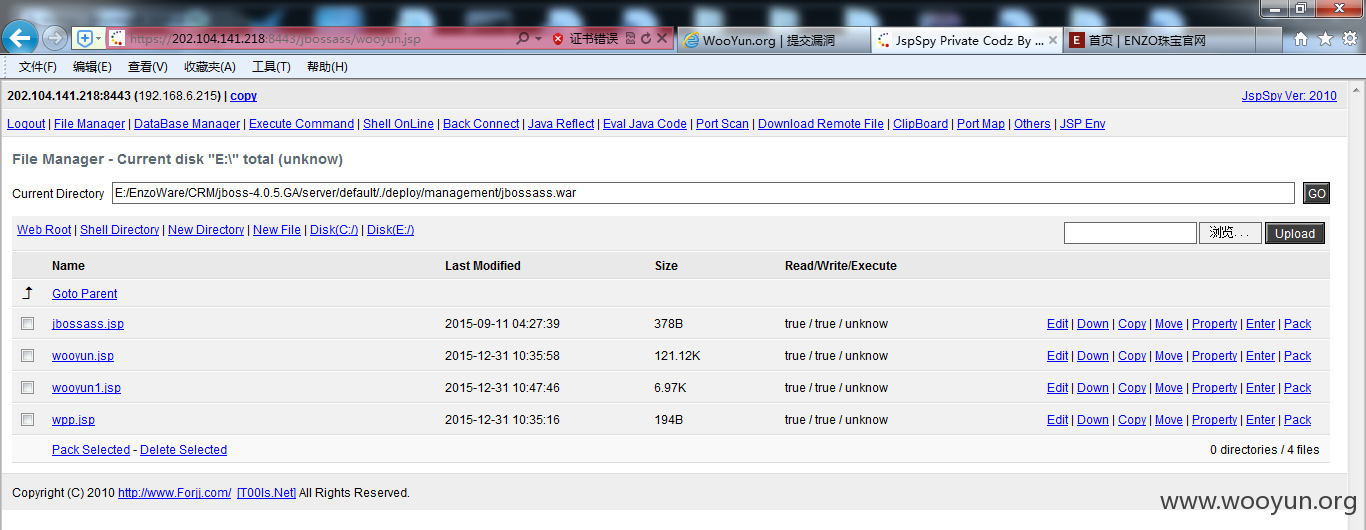 https://202.104.141.218:8443/jbossass/wooyun.jsp 证书错误 WooYun.org | 提交漏洞 JspSpy Private Codz By ... 首页 | ENZO珠宝官网
文件(F) 编辑(E) 查看(V) 收藏夹(A) 工具(T) 帮助(H)
202.104.141.218:8443 (192.168.6.215) | copy JspSpy Ver: 2010
Logout | File Manager | DataBase Manager | Execute Command | Shell OnLine | Back Connect | Java Reflect | Eval Java Code | Port Scan | Download Remote File | ClipBoard | Port Map | Others | JSP Env
File Manager - Current disk "E:\" total (unknow)
Current Directory E:/EnzoWare/CRM/jboss-4.0.5.GA/server/default/./deploy/management/jbossass.war GO
Web Root | Shell Directory | New Directory | New File | Disk(C:/) | Disk(E:/) 浏览... Upload
Name Last Modified Size Read/Write/Execute
Goto Parent
jbossass.jsp 2015-09-11 04:27:39 378B true / true / unknow Edit | Down | Copy | Move | Property | Enter | Pack
wooyun.jsp 2015-12-31 10:35:58 121.12K true / true / unknow Edit | Down | Copy | Move | Property | Enter | Pack
wooyun1.jsp 2015-12-31 10:47:46 6.97K true / true / unknow Edit | Down | Copy | Move | Property | Enter | Pack
wpp.jsp 2015-12-31 10:35:16 194B true / true / unknow Edit | Down | Copy | Move | Property | Enter | Pack
Pack Selected - Delete Selected 0 directories / 4 files
Copyright (C) 2010 http://www.Forjj.com/ [T00ls.Net] All Rights Reserved.
www.wooyun.org